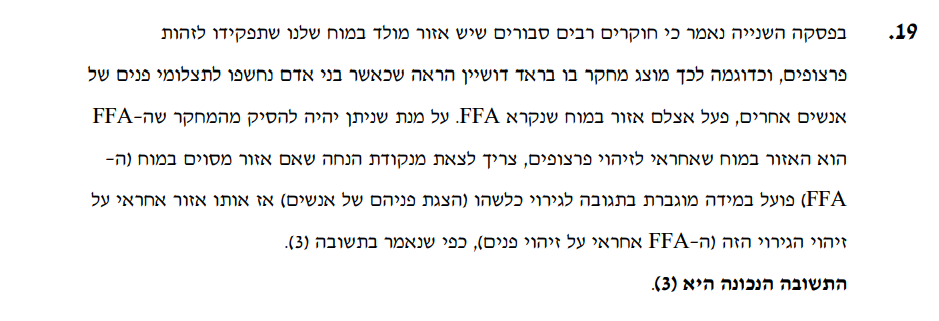 19. בפסקה השנייה נאמר כי חוקרים רבים סבורים שיש אזור מולד במוח שלנו שתפקידו לזהות
פרצופים, וכדוגמה לכך מוצג מחקר בו בראד דושיין הראה שכאשר בני אדם נחשפו לתצלומי פנים של
אנשים אחרים, פעל אצלם אזור במוח שנקרא FFA. על מנת שניתן יהיה להסיק מהמחקר שה-FFA
הוא האזור במוח שאחראי לזיהוי פרצופים, צריך לצאת מנקודת הנחה שאם אזור מסוים במוח (ה-
FFA) פועל במידה מוגברת בתגובה לגירוי כלשהו (הצגת פניהם של אנשים) אז אותו אזור אחראי על
זיהוי הגירוי הזה (ה-FFA אחראי על זיהוי פנים), כפי שנאמר בתשובה (3).
התשובה הנכונה היא (3).